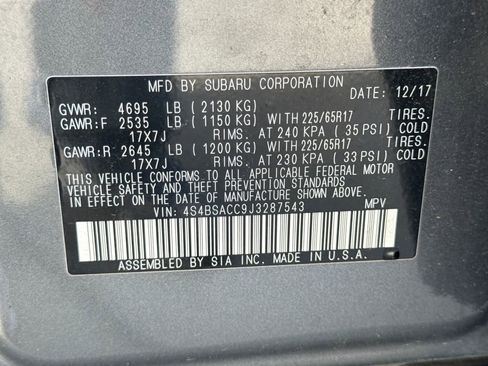 MFD BY SUBARU CORPORATION DATE: 12/17
GVWR: 4695 LB ( 2130 KG)
GAWR:F 2535 LB ( 1150 KG) WITH 225/65R17 TIRES.
17X7J RIMS. AT 240 KPA ( 35 PSI) COLD
GAWR:R 2645 LB ( 1200 KG) WITH 225/65R17 TIRES.
17X7J RIMS. AT 230 KPA ( 33 PSI) COLD
THIS VEHICLE CONFORMS TO ALL APPLICABLE FEDERAL MOTOR
VEHICLE SAFETY AND THEFT PREVENTION STANDARDS
IN EFFECT ON THE DATE OF MANUFACTURE SHOWN ABOVE.
VIN: 4S4BSACC9J3287543 MPV
ASSEMBLED BY SIA INC. MADE IN U.S.A.